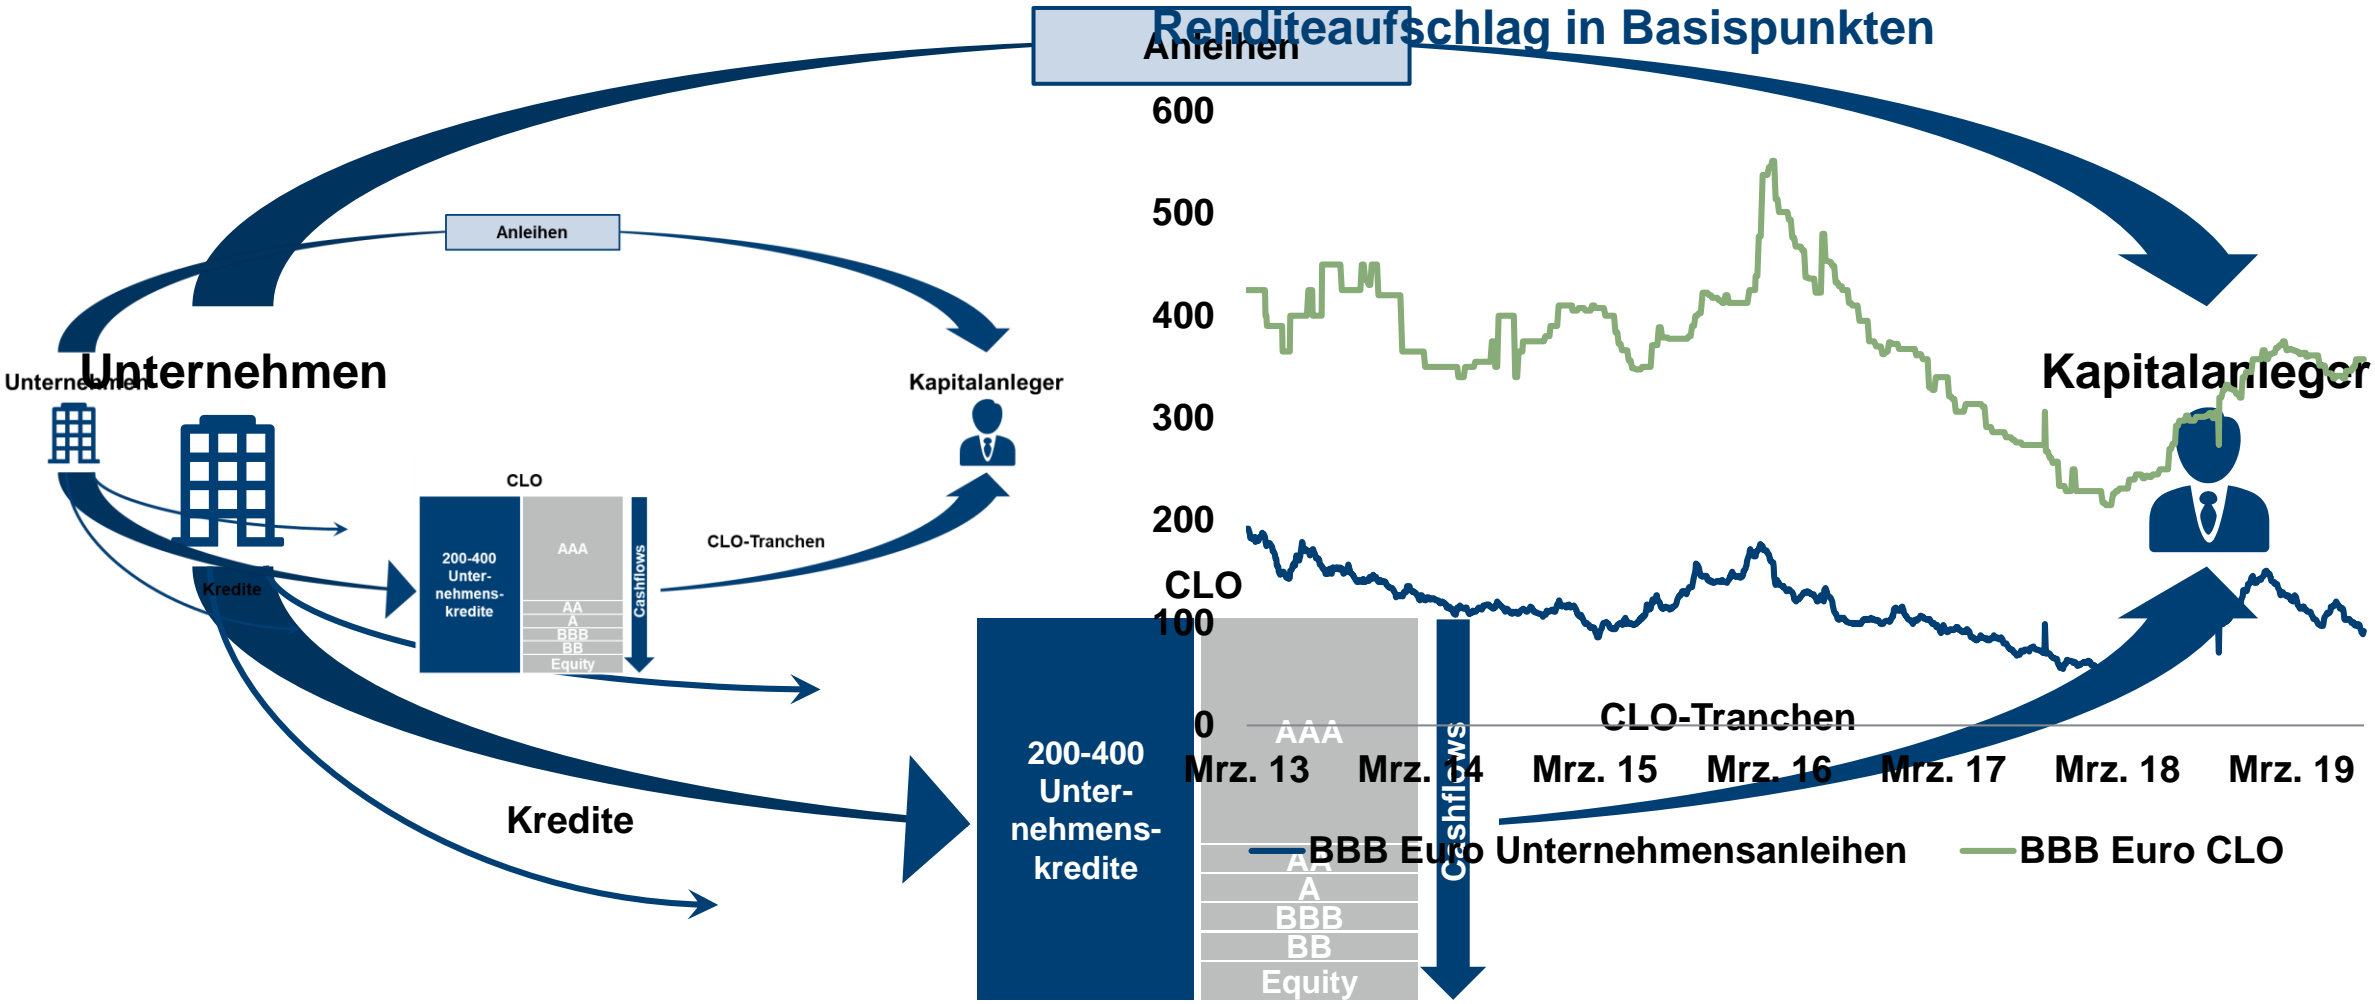 Renditeaufschlag in Basispunkten
Anleihen
600
500
400
300
200
100
0
Mrz. 13
Mrz. 14
Mrz. 15
Mrz. 16
Mrz. 17
Mrz. 18
Mrz. 19
BBB Euro Unternehmensanleihen
BBB Euro CLO
Anleihen
Unternehmen
Kapitalanleger
CLO
200-400
Unter-
nehmens-
kredite
AAA
AA
A
BBB
BB
Equity
Cashflows
CLO-Tranchen
Kredite
Unternehmen
Kapitalanleger
CLO
200-400
Unter-
nehmens-
kredite
AAA
AA
A
BBB
BB
Equity
Cashflows
CLO-Tranchen
Kredite